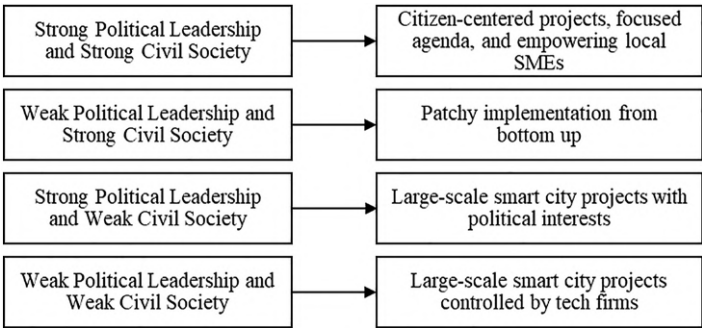 Strong Political Leadership
and Strong Civil Society
Citizen-centered projects, focused
agenda, and empowering local
SMEs
Weak Political Leadership and
Strong Civil Society
Patchy implementation from
bottom up
Strong Political Leadership
and Weak Civil Society
Large-scale smart city projects with
political interests
Weak Political Leadership and
Weak Civil Society
Large-scale smart city projects
controlled by tech firms